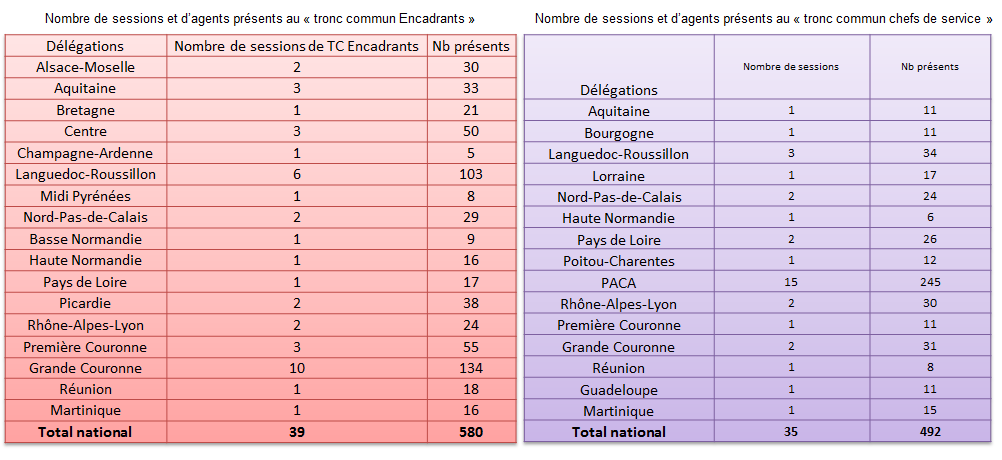 Nombre de sessions et d'agents présents au « tronc commun Encadrants »
Délégations Nombre de sessions de TC Encadrants Nb présents
Alsace-Moselle 2 30
Aquitaine 3 33
Bretagne 1 21
Centre 3 50
Champagne-Ardenne 1 5
Languedoc-Roussillon 6 103
Midi Pyrénées 1 8
Nord-Pas-de-Calais 2 29
Basse Normandie 1 9
Haute Normandie 1 16
Pays de Loire 1 17
Picardie 2 38
Rhône-Alpes-Lyon 2 24
Première Couronne 3 55
Grande Couronne 10 134
Réunion 1 18
Martinique 1 16
Total national 39 580
Nombre de sessions et d'agents présents au « tronc commun chefs de service »
Délégations Nombre de sessions Nb présents
Aquitaine 1 11
Bourgogne 1 11
Languedoc-Roussillon 3 34
Lorraine 1 17
Nord-Pas-de-Calais 2 24
Haute Normandie 1 6
Pays de Loire 2 26
Poitou-Charentes 1 12
PACA 15 245
Rhône-Alpes-Lyon 2 30
Première Couronne 1 11
Grande Couronne 2 31
Réunion 1 8
Guadeloupe 1 11
Martinique 1 15
Total national 35 492